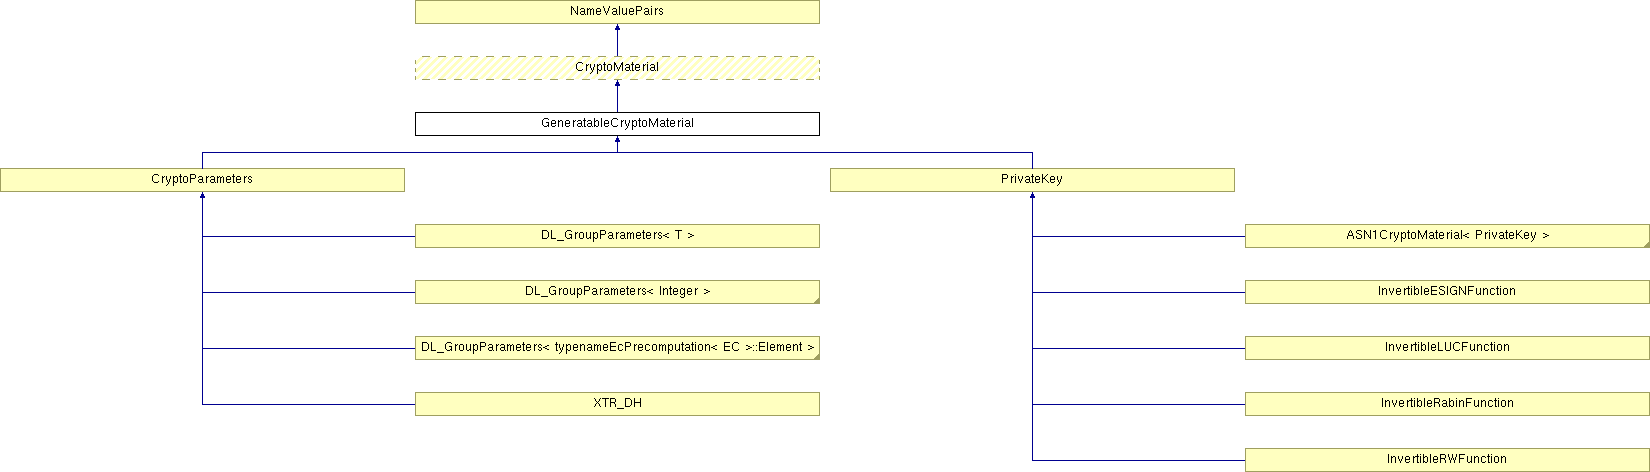 NameValuePairs
CryptoMaterial
GeneratableCryptoMaterial
CryptoParameters
PrivateKey
DL_GroupParameters< T >
ASN1CryptoMaterial< PrivateKey >
DL_GroupParameters< Integer >
InvertibleESIGNFunction
DL_GroupParameters< typenameEcPrecomputation< EC >::Element >
InvertibleLUCFunction
XTR_DH
InvertibleRabinFunction
InvertibleRWFunction